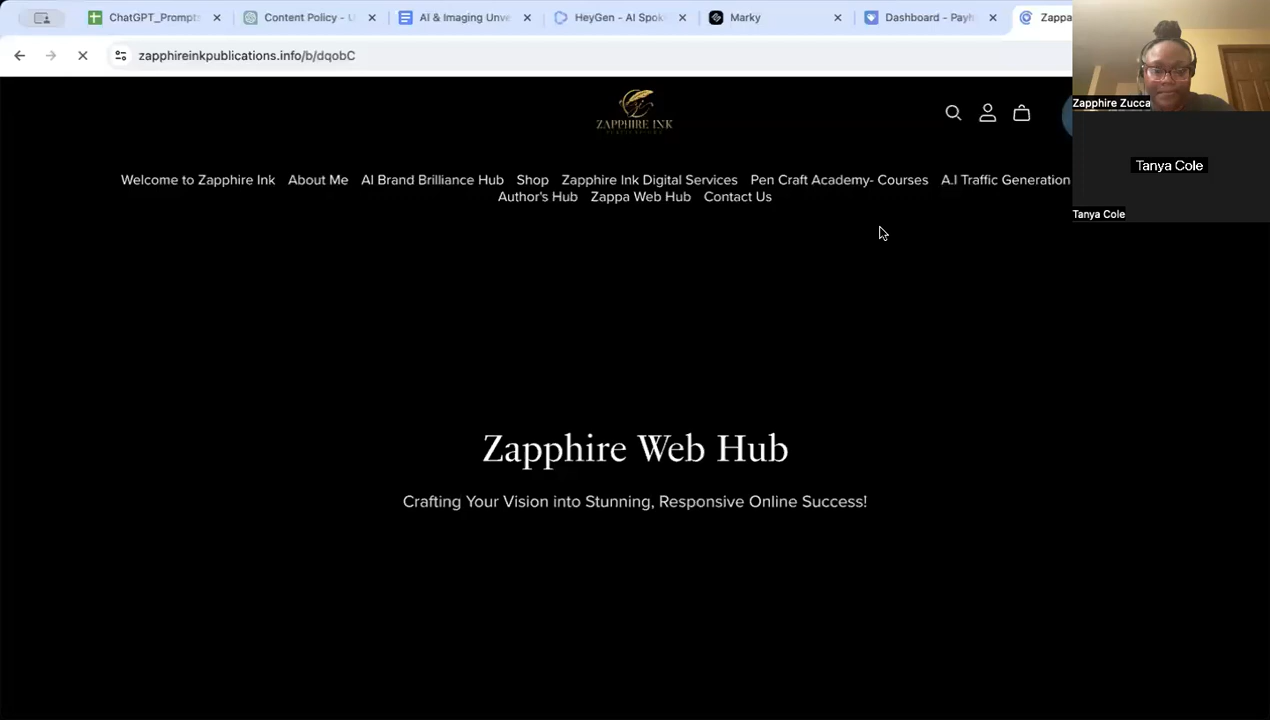 ChatGPT_Prompts
Content Policy - U
AI & Imaging Unve
HeyGen - AI Spok
Marky
Dashboard - Payh
Zappa
zapphireinkpublications.info/b/dqobC
Zapphire Zucca
Tanya Cole
Tanya Cole
ZAPPHIRE INK
Welcome to Zapphire Ink About Me AI Brand Brilliance Hub Shop Zapphire Ink Digital Services Pen Craft Academy- Courses A.I Traffic Generation
Author's Hub Zappa Web Hub Contact Us
Zapphire Web Hub
Crafting Your Vision into Stunning, Responsive Online Success!